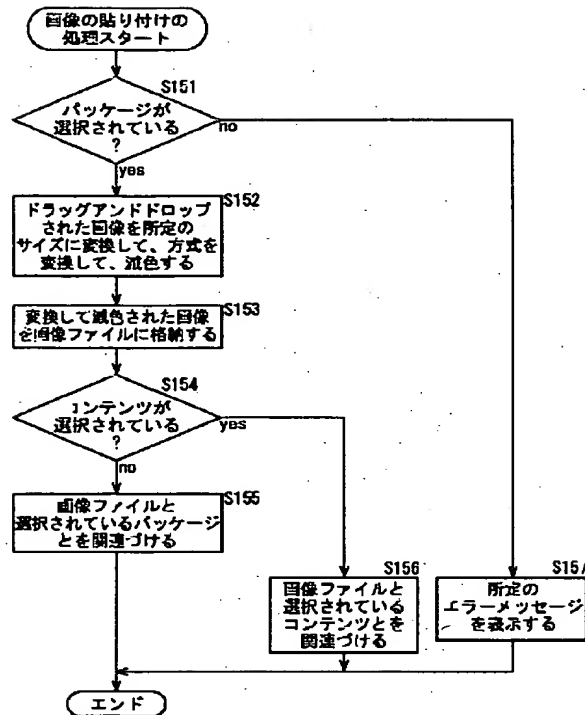 画像の貼り付けの
処理スタート
S151
パッケージが
選択されている
?
no
yes
S152
ドラッグアンドドロップ
された画像を所定の
サイズに変換して、方式を
変換して、減色する
S153
変換して減色された画像
を画像ファイルに格納する
S154
コンテンツが
選択されている
?
yes
no
S155
画像ファイルと
選択されているパッケージ
とを関連づける
S156
画像ファイルと
選択されている
コンテンツとを
関連づける
S157
所定の
エラーメッセージ
を表示する
エンド